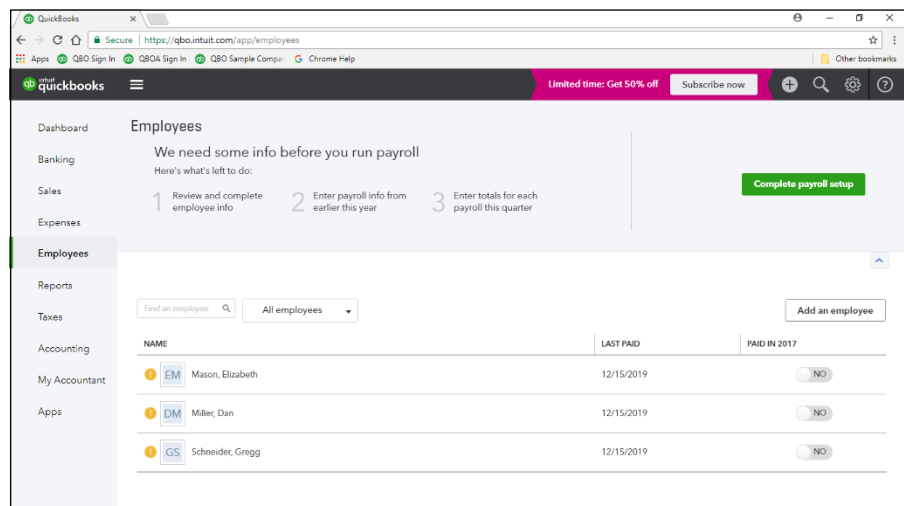 QuickBooks
Secure https://qbo.intuit.com/app/employees
Apps QBO Sign In QBOA Sign In QBO Sample Compa G Chrome Help Other bookmarks
qb intuit quickbooks Limited time: Get 50% off Subscribe now
Dashboard
Banking
Sales
Expenses
Employees
Reports
Taxes
Accounting
My Accountant
Apps
Employees
We need some info before you run payroll
Here's what's left to do:
1 Review and complete
employee info
2 Enter payroll info from
earlier this year
3 Enter totals for each
payroll this quarter
Complete payroll setup
Find an employee All employees Add an employee
NAME LAST PAID PAID IN 2017
! EM Mason, Elizabeth 12/15/2019 NO
! DM Miller, Dan 12/15/2019 NO
! GS Schneider, Gregg 12/15/2019 NO